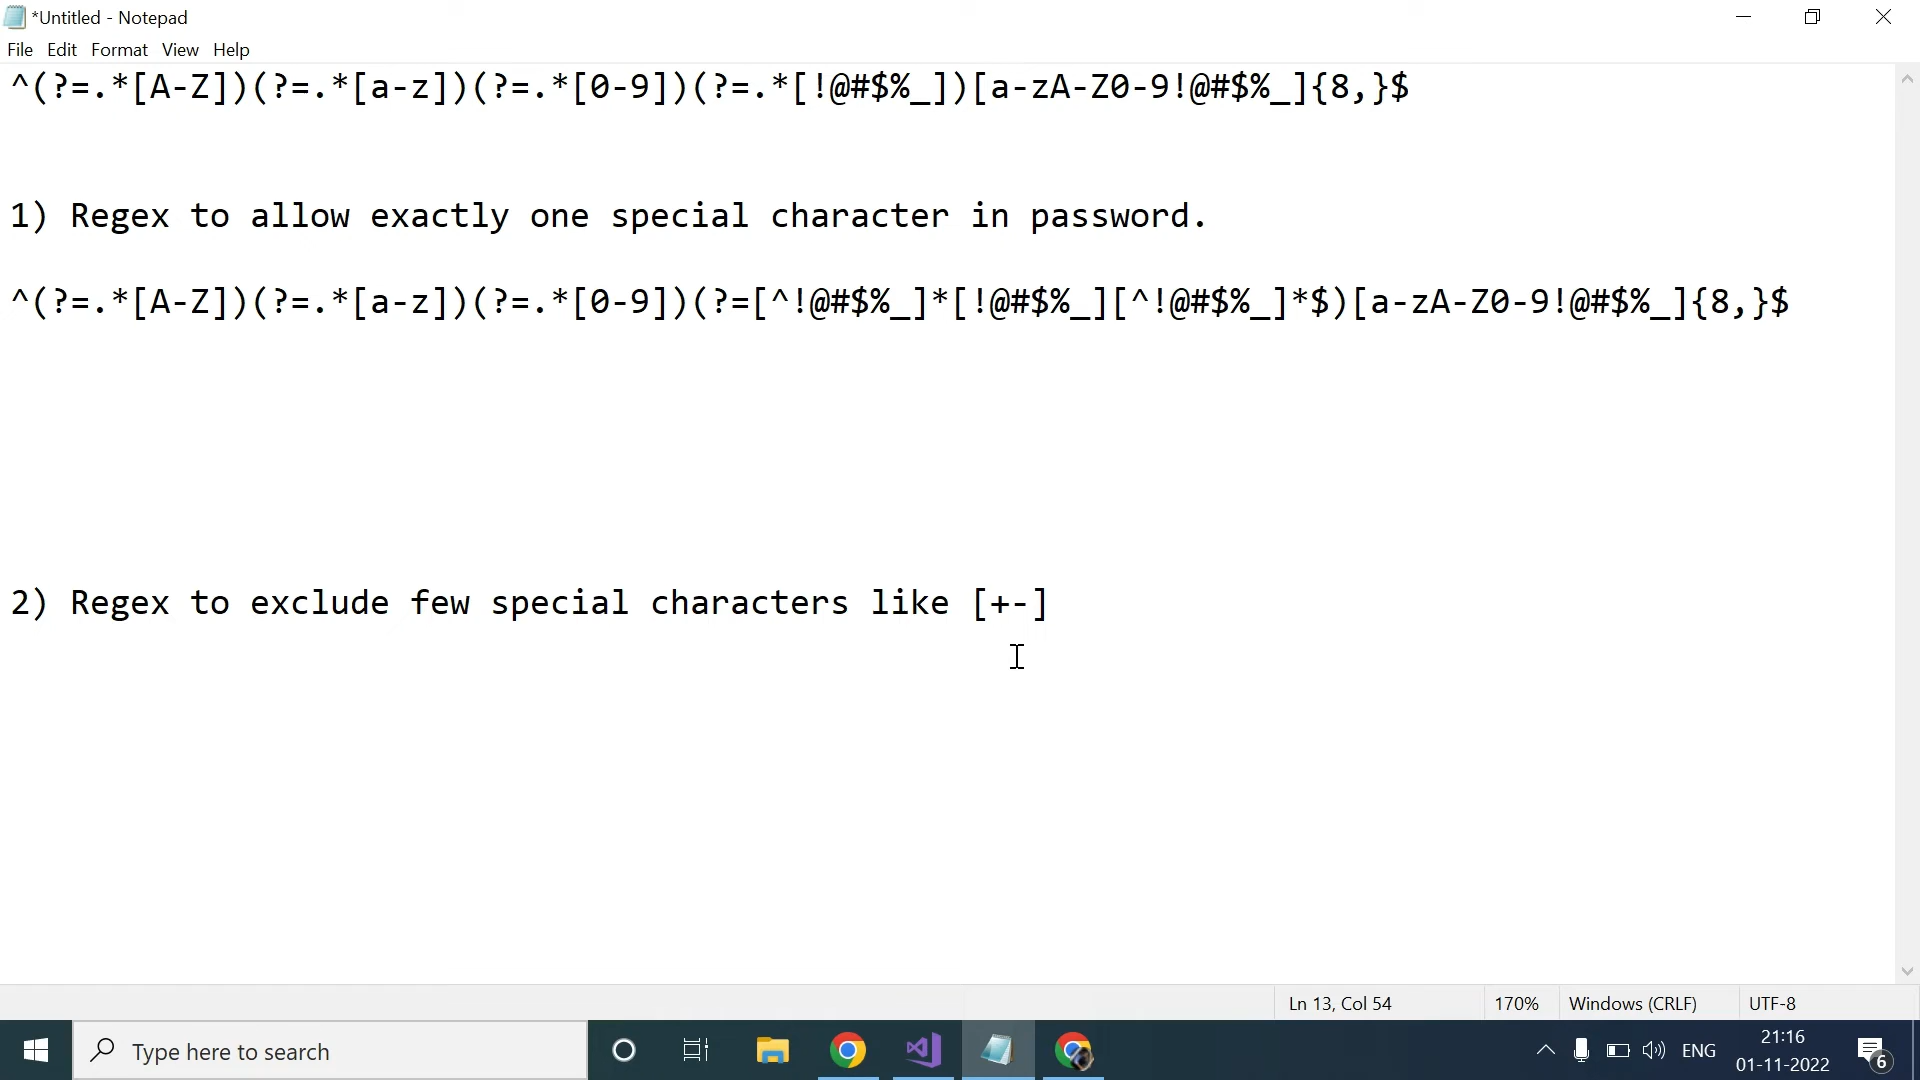 *Untitled - Notepad
File Edit Format View Help
^(?=.*[A-Z])(?=.*[a-z])(?=.*[0-9])(?=.*[!@#$%_])[a-zA-Z0-9!@#$%_]{8,}$
1) Regex to allow exactly one special character in password.
^(?=.*[A-Z])(?=.*[a-z])(?=.*[0-9])(?=[^!@#$%_]*[!@#$%_][^!@#$%_]*$)[a-zA-Z0-9!@#$%_]{8,}$
2) Regex to exclude few special characters like [+-]
Ln 13, Col 54 170% Windows (CRLF) UTF-8
Type here to search
ENG
21:16
01-11-2022
6